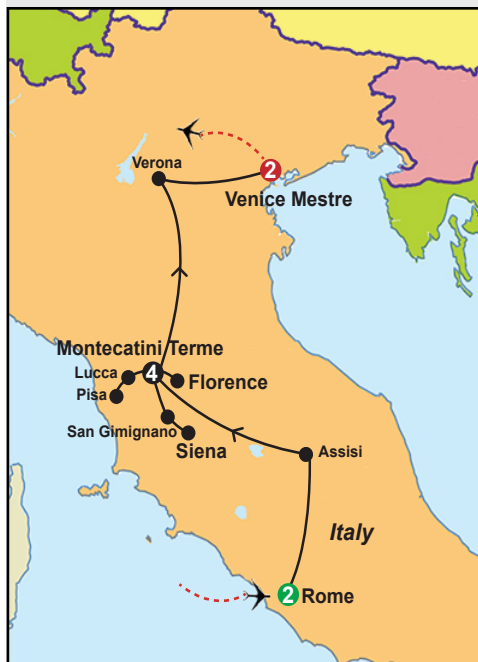 Verona
2
Venice Mestre
Montecatini Terme
Lucca
4
Florence
Pisa
San Gimignano
Siena
Assisi
Italy
2
Rome